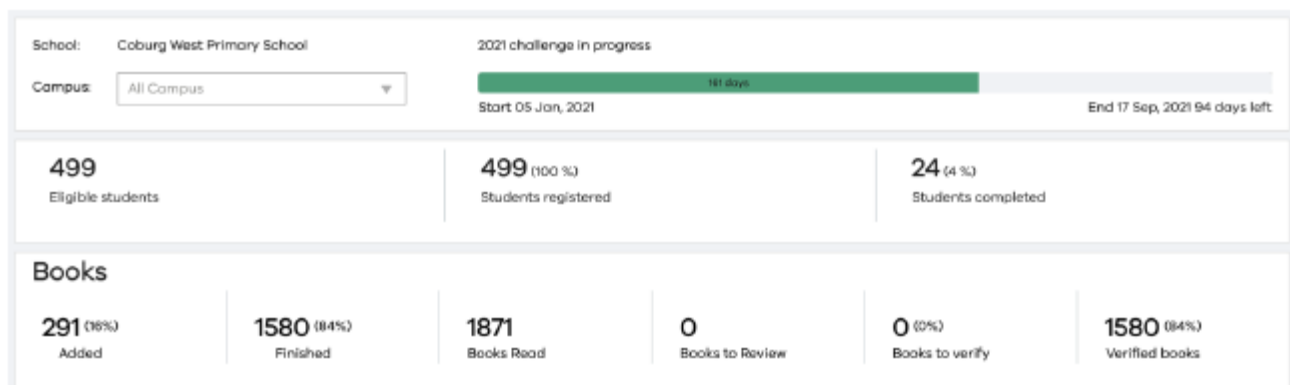 School: Coburg West Primary School
2021 challenge in progress
Campus: All Campus
161 days
Start 05 Jan, 2021
End 17 Sep, 2021 94 days left
499
Eligible students
499 (100 %)
Students registered
24 (4 %)
Students completed
Books
291 (16%)
Added
1580 (84%)
Finished
1871
Books Read
0
Books to Review
0 (0%)
Books to verify
1580 (84%)
Verified books